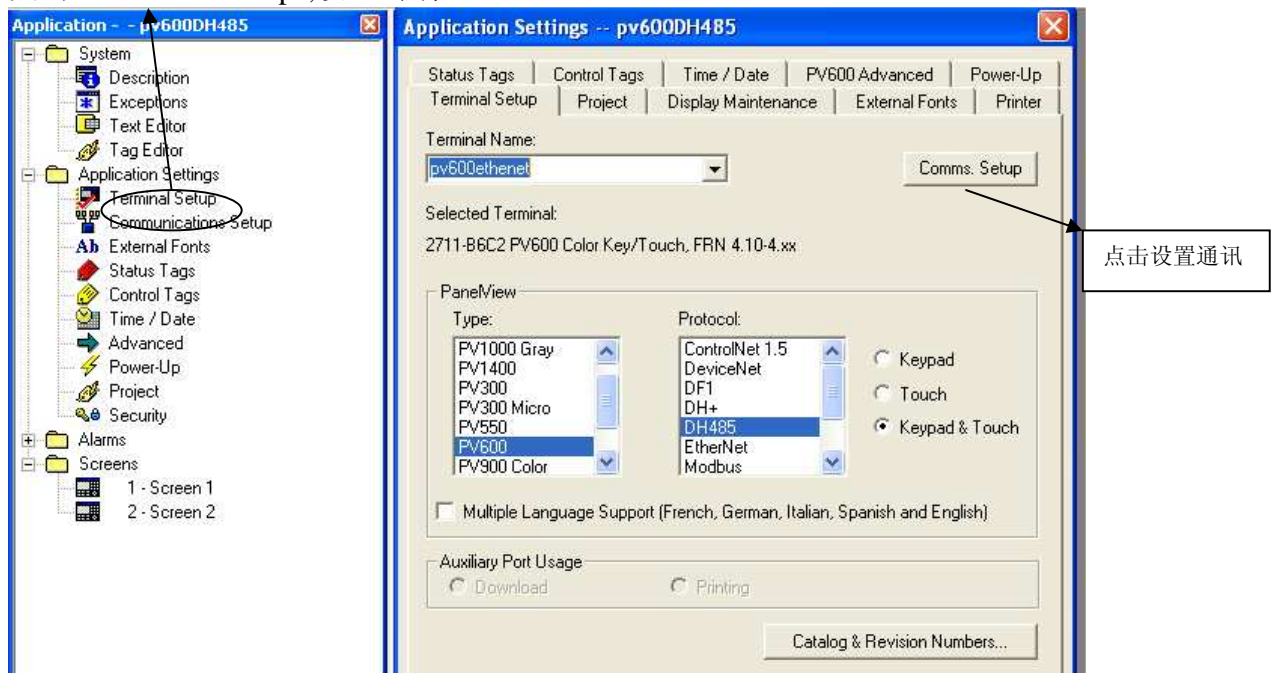 Application - - pv600DH485
System
Description
Exceptions
Text Editor
Tag Editor
Application Settings
Terminal Setup
Communications Setup
External Fonts
Status Tags
Control Tags
Time / Date
Advanced
Power-Up
Project
Security
Alarms
Screens
1 - Screen 1
2 - Screen 2
Application Settings -- pv600DH485
Status Tags Control Tags Time / Date PV600 Advanced Power-Up
Terminal Setup Project Display Maintenance External Fonts Printer
Terminal Name:
pv600ethenet
Comms. Setup
Selected Terminal:
2711-B6C2 PV600 Color Key/Touch, FRN 4.10-4.xx
PanelView
Type:
PV1000 Gray
PV1400
PV300
PV300 Micro
PV550
PV600
PV900 Color
Protocol:
ControlNet 1.5
DeviceNet
DF1
DH+
DH485
EtherNet
Modbus
Keypad
Touch
Keypad & Touch
Multiple Language Support (French, German, Italian, Spanish and English)
Auxiliary Port Usage
Download Printing
Catalog & Revision Numbers...
点击设置通讯